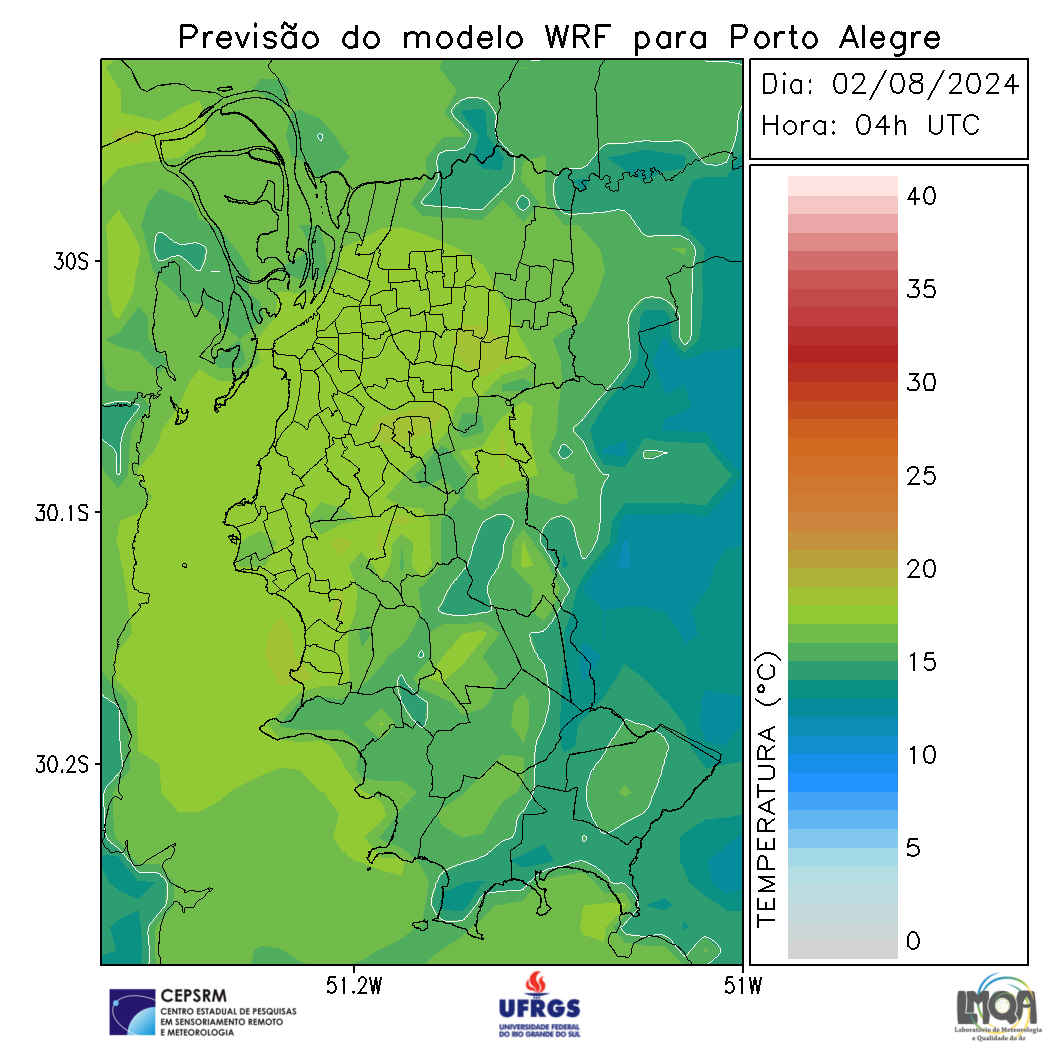 Previsão do modelo WRF para Porto Alegre
Dia: 02/08/2024
Hora: 04h UTC
40
35
30
25
20
15
10
5
0
TEMPERATURA (°C)
30S
30.1S
30.2S
51.2W
51W
CEPSRM
CENTRO ESTADUAL DE PESQUISAS
EM SENSORIAMENTO REMOTO
E METEOROLOGIA
UFRGS
UNIVERSIDADE FEDERAL
DO RIO GRANDE DO SUL
LMQA
Laboratório de Meteorologia
e Qualidade do Ar